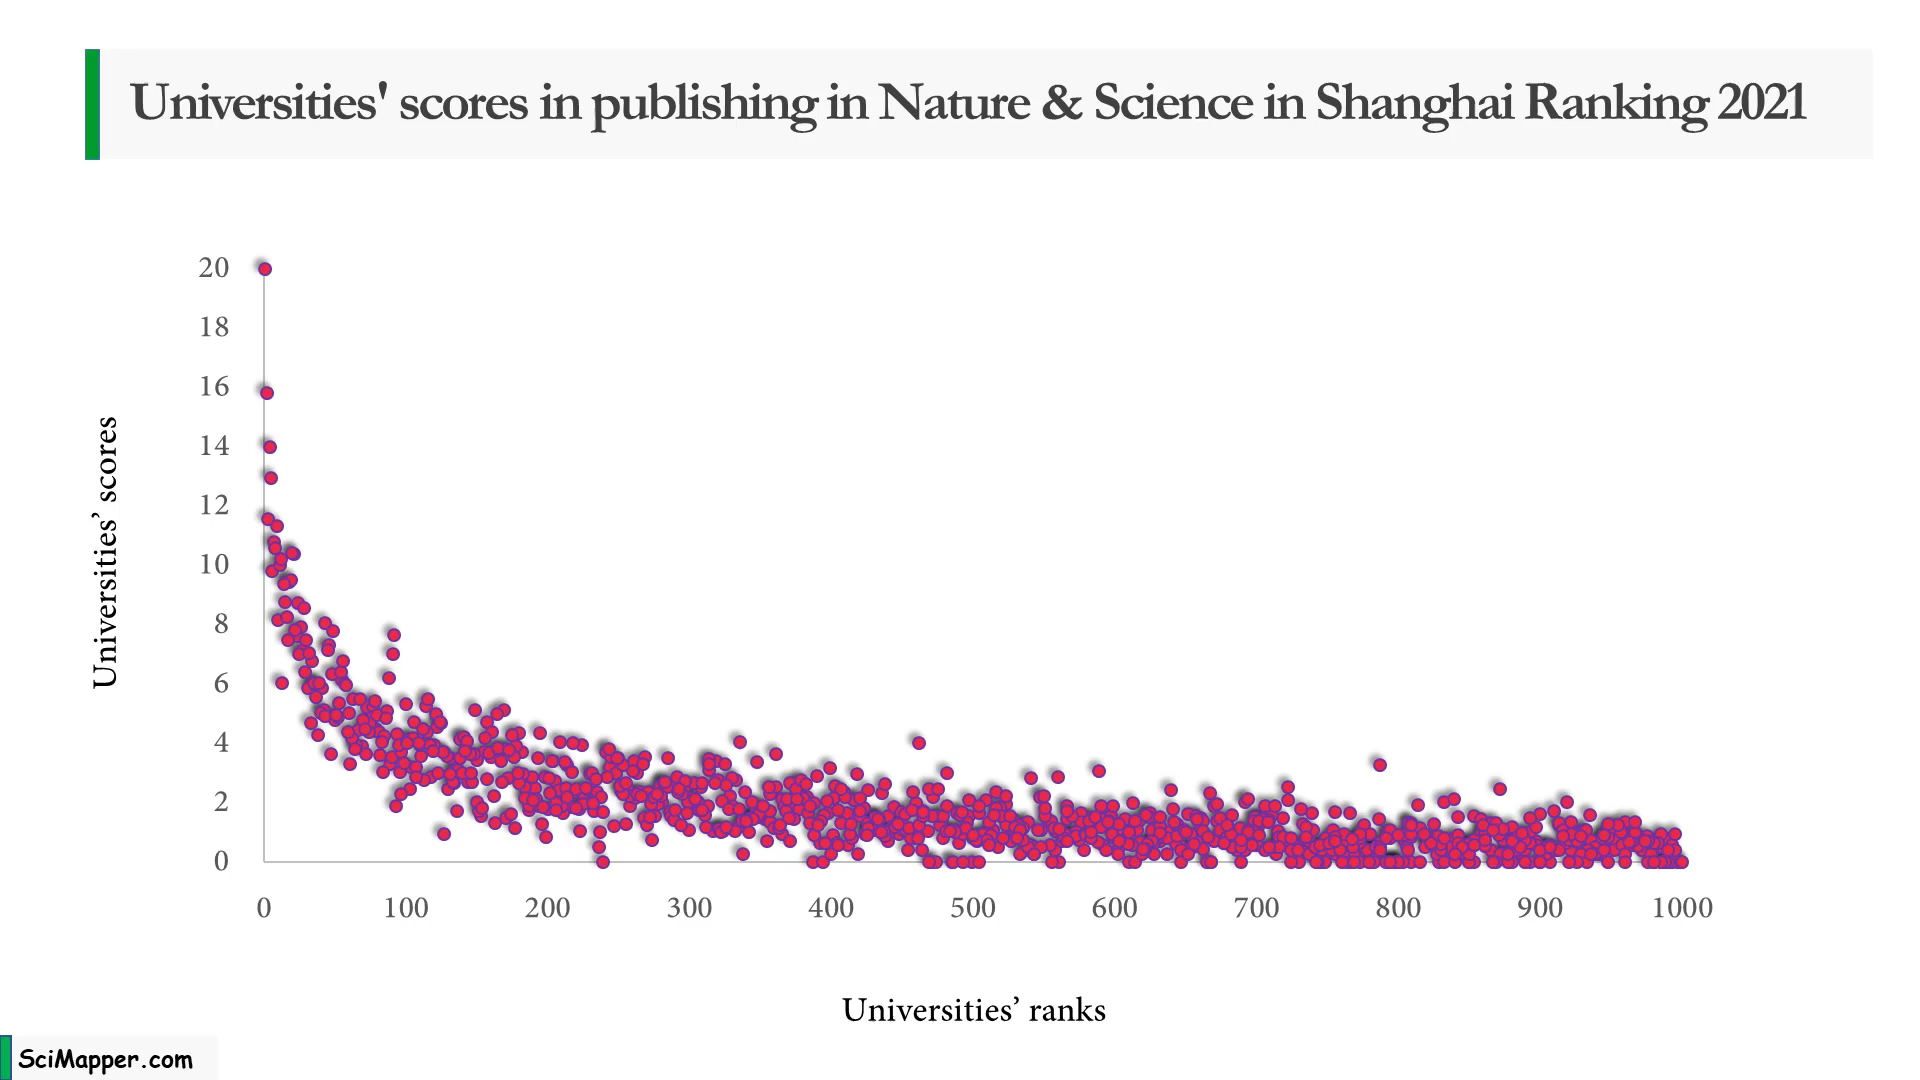 Universities' scores in publishing in Nature & Science in Shanghai Ranking 2021
20
18
16
14
12
10
8
6
4
2
0
Universities’ scores
0 100 200 300 400 500 600 700 800 900 1000
Universities’ ranks
SciMapper.com